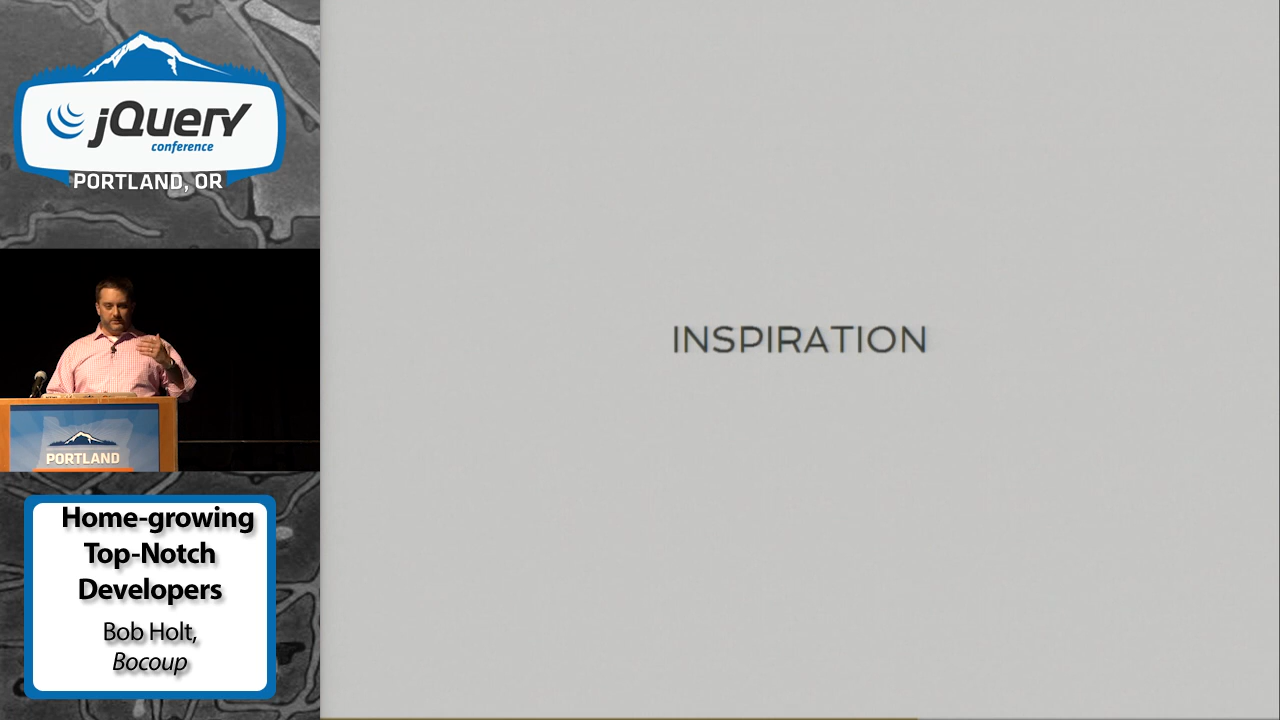 jQuery
conference
PORTLAND, OR
INSPIRATION
PORTLAND
Home-growing
Top-Notch
Developers
Bob Holt,
Bocoup